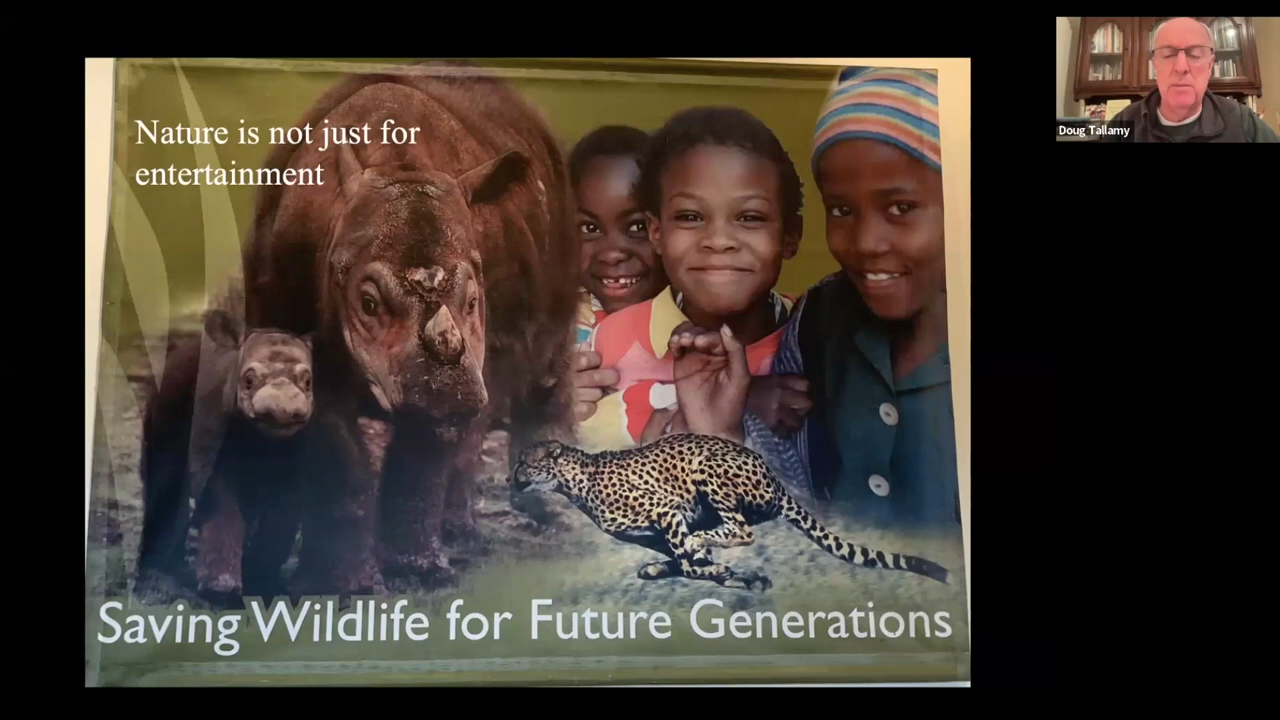 Nature is not just for
entertainment
Doug Tallamy
Saving Wildlife for Future Generations